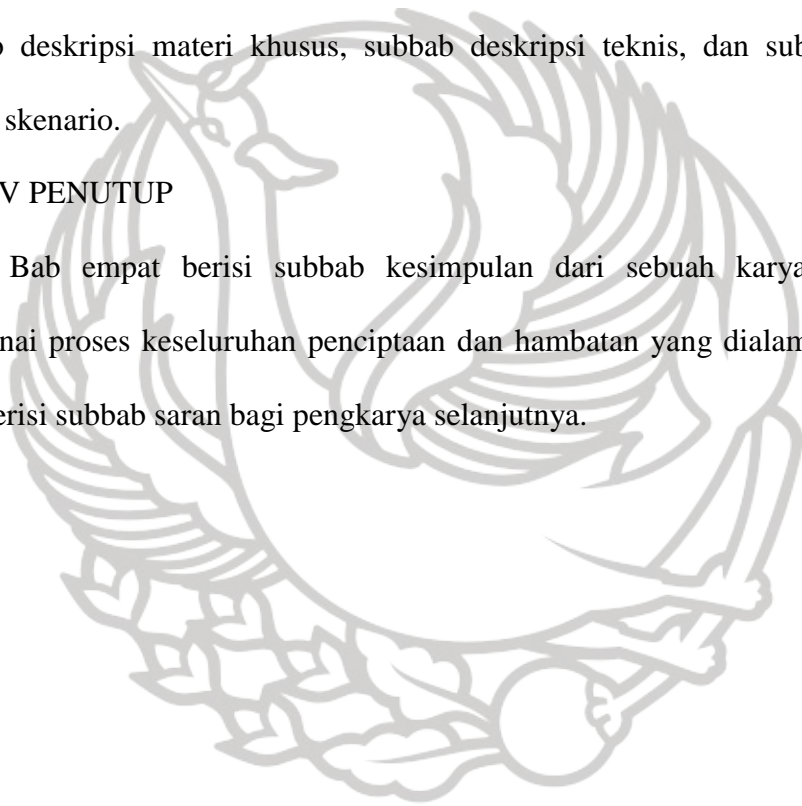 deskripsi materi khusus, subbab deskripsi teknis, dan sub
skenario.
V PENUTUP
Bab empat berisi subbab kesimpulan dari sebuah karya
nai proses keseluruhan penciptaan dan hambatan yang dialam
erisi subbab saran bagi pengkarya selanjutnya.